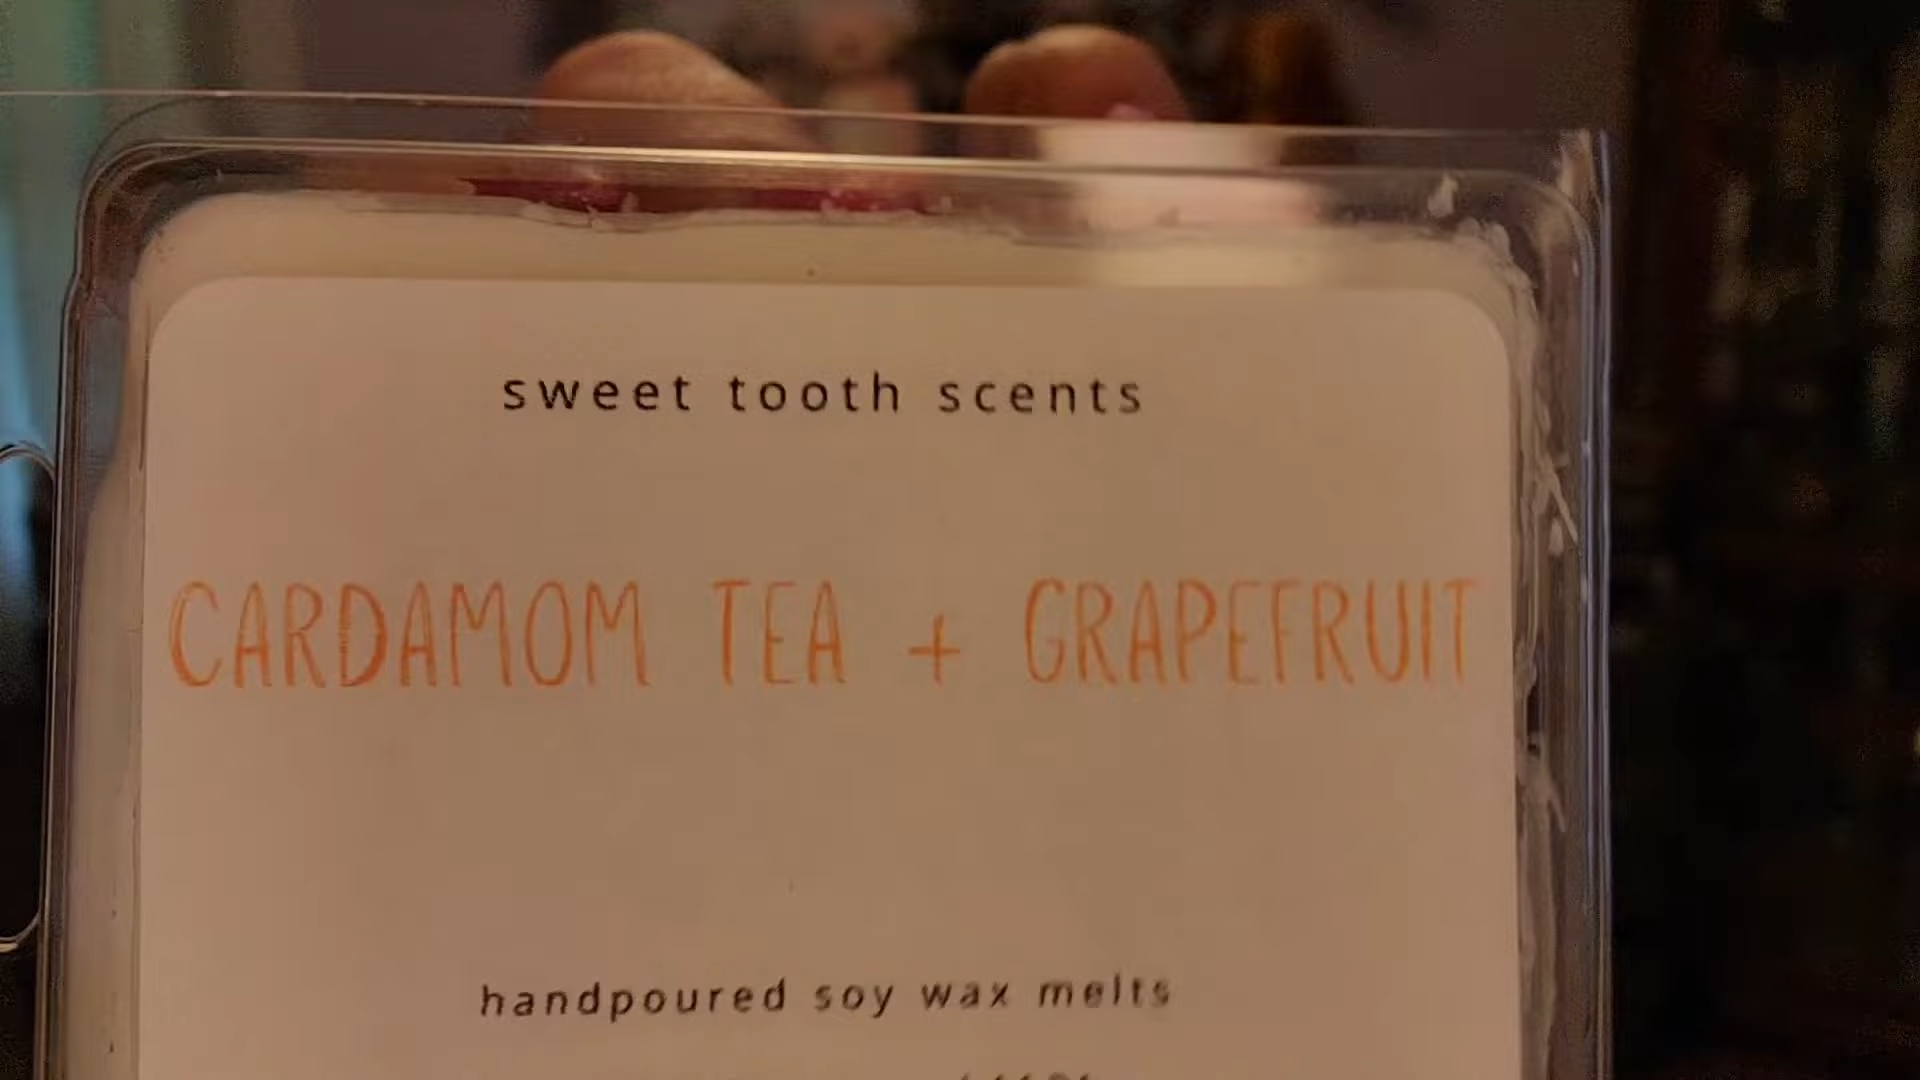 sweet tooth scents
CARDAMOM TEA + GRAPEFRUIT
handpoured soy wax melts